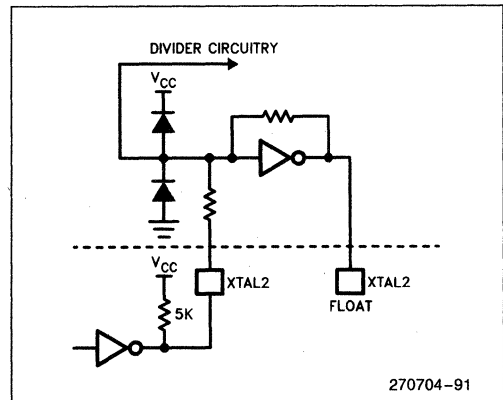 DIVIDER CIRCUITRY
VCC
VCC
XTAL2
XTAL2
5K
FLOAT
270704-91